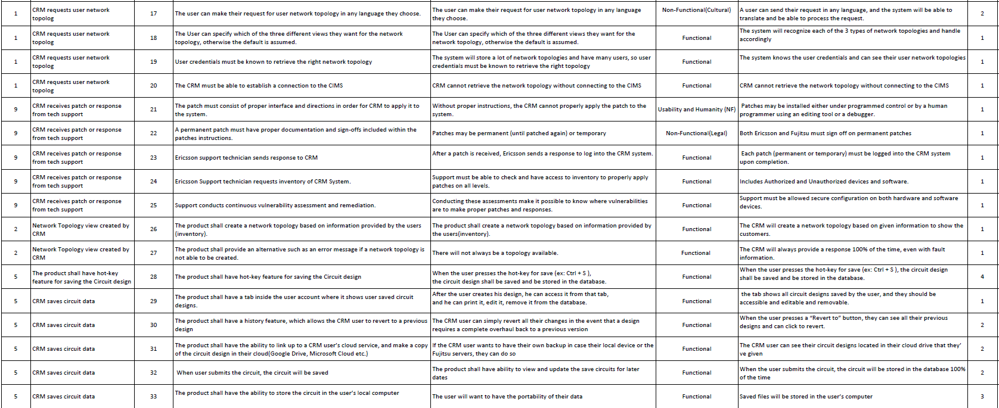 1 CRM requests user network topolog 17 The user can make their request for user network topology in any language they choose. The user can make their request for user network topology in any language they choose. Non-Functional(Cultural) A user can send their request in any language, and the system will be able to translate and be able to process the request. 2
1 CRM requests user network topolog 18 The User can specify which of the three different views they want for the network topology, otherwise the default is assumed. The User can specify which of the three different views they want for the network topology, otherwise the default is assumed. Functional The system will recognize each of the 3 types of network topologies and handle accordingly 1
1 CRM requests user network topolog 19 User credentials must be known to retrieve the right network topology The system will store a lot of network topologies and have many users, so user credentials must be known to retrieve the right topology Functional The system knows the user credentials and can see their user network topologies 1
1 CRM requests user network topolog 20 The CRM must be able to establish a connection to the CIMS CRM cannot retrieve the network topology without connecting to the CIMS Functional CRM cannot retrieve the network topology without connecting to the CIMS 1
9 CRM receives patch or response from tech support 21 The patch must consist of proper interface and directions in order for CRM to apply it to the system. Without proper instructions, the CRM cannot properly apply the patch to the system. Usability and Humanity (NF) Patches may be installed either under programmed control or by a human programmer using an editing tool or a debugger. 1
9 CRM receives patch or response from tech support 22 A permanent patch must have proper documentation and sign-offs included within the patches instructions. Patches may be permanent (until patched again) or temporary Non-Functional(Legal) Both Ericsson and Fujitsu must sign off on permanent patches 1
9 CRM receives patch or response from tech support 23 Ericsson support technician sends response to CRM After a patch is received, Ericsson sends a response to log into the CRM system. Functional Each patch (permanent or temporary) must be logged into the CRM system upon completion. 1
9 CRM receives patch or response from tech support 24 Ericsson Support technician requests inventory of CRM System. Support must be able to check and have access to inventory to properly apply patches on all levels. Functional Includes Authorized and Unauthorized devices and software. 1
9 CRM receives patch or response from tech support 25 Support conducts continuous vulnerability assessment and remediation. Conducting these assessments make it possible to know where vulnerabilities are to make proper patches and responses. Functional Support must be allowed secure configuration on both hardware and software devices. 1
2 Network Topology view created by CRM 26 The product shall create a network topology based on information provided by the users (inventory). The product shall create a network topology based on information provided by the users(inventory). Functional The CRM will create a network topology based on given information to show the customers. 1
2 Network Topology view created by CRM 27 The product shall provide an alternative such as an error message if a network topology is not able to be created. There will not always be a topology available. Functional The CRM will always provide a response 100% of the time, even with fault information. 1
5 The product shall have hot-key feature for saving the Circuit design 28 The product shall have hot-key feature for saving the Circuit design When the user presses the hot-key for save (ex: Ctrl + S ), the circuit design shall be saved and be stored in the database. Functional When the user presses the hot-key for save (ex: Ctrl + S ), the circuit design shall be saved and be stored in the database. 4
5 CRM saves circuit data 29 The product shall have a tab inside the user account where it shows user saved circuit designs. After the user creates his design, he can access it from that tab, and he can print it, edit it, remove it from the database. Functional the tab shows all circuit designs saved by the user, and they should be accessible and editable and removable. 1
5 CRM saves circuit data 30 The product shall have a history feature, which allows the CRM user to revert to a previous design The CRM user can simply revert all their changes in the event that a design requires a complete overhaul back to a previous version Functional When the user presses a “Revert to” button, they can see all their previous designs and can click to revert. 2
5 CRM saves circuit data 31 The product shall have the ability to link up to a CRM user’s cloud service, and make a copy of the circuit design in their cloud(Google Drive, Microsoft Cloud etc.) If the CRM user wants to have their own backup in case their local device or the Fujitsu servers, they can do so Functional The CRM user can see their circuit designs located in their cloud drive that they’ ve given 2
5 CRM saves circuit data 32 When user submits the circuit, the circuit will be saved The product shall have ability to view and update the save circuits for later dates Functional When the user submits the circuit, the circuit will be stored in the database 100% of the time 2
5 CRM saves circuit data 33 The product shall have the ability to store the circuit in the user’s local computer The user will want to have the portability of their data Functional Saved files will be stored in the user’s computer 3